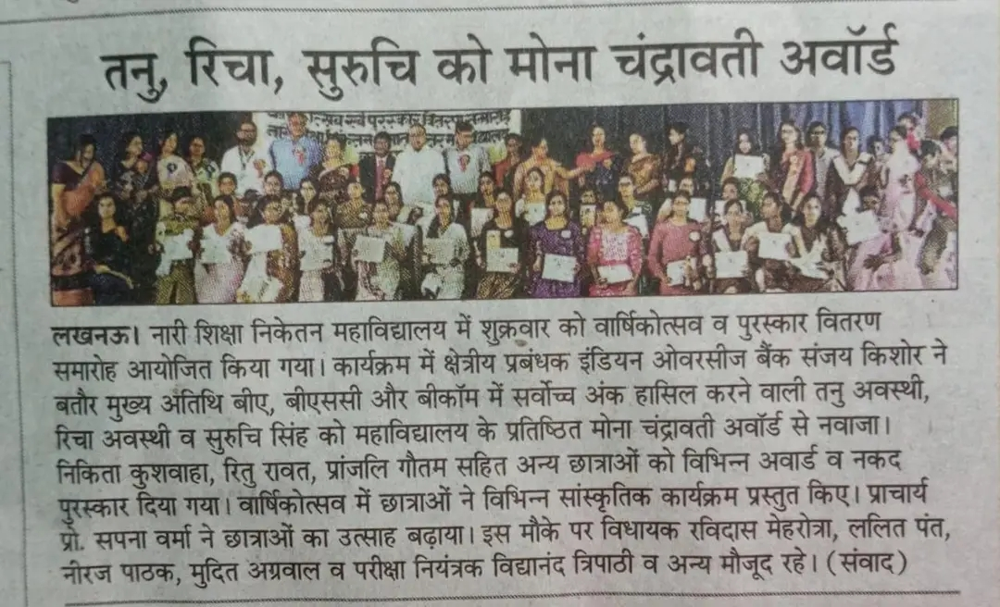 तनु, रिचा, सुरुचि को मोना चंद्रावती अवॉर्ड
पुरस्कार वितरण समारोह
लखनऊ। नारी शिक्षा निकेतन महाविद्यालय में शुक्रवार को वार्षिकोत्सव व पुरस्कार वितरण
समारोह आयोजित किया गया। कार्यक्रम में क्षेत्रीय प्रबंधक इंडियन ओवरसीज बैंक संजय किशोर ने
बतौर मुख्य अतिथि बीए, बीएससी और बीकॉम में सर्वोच्च अंक हासिल करने वाली तनु अवस्थी,
रिचा अवस्थी व सुरुचि सिंह को महाविद्यालय के प्रतिष्ठित मोना चंद्रावती अवॉर्ड से नवाजा।
निकिता कुशवाहा, रितु रावत, प्रांजलि गौतम सहित अन्य छात्राओं को विभिन्न अवार्ड व नकद
पुरस्कार दिया गया। वार्षिकोत्सव में छात्राओं ने विभिन्न सांस्कृतिक कार्यक्रम प्रस्तुत किए। प्राचार्य
प्रो. सपना वर्मा ने छात्राओं का उत्साह बढ़ाया। इस मौके पर विधायक रविदास मेहरोत्रा, ललित पंत,
नीरज पाठक, मुदित अग्रवाल व परीक्षा नियंत्रक विद्यानंद त्रिपाठी व अन्य मौजूद रहे। (संवाद)